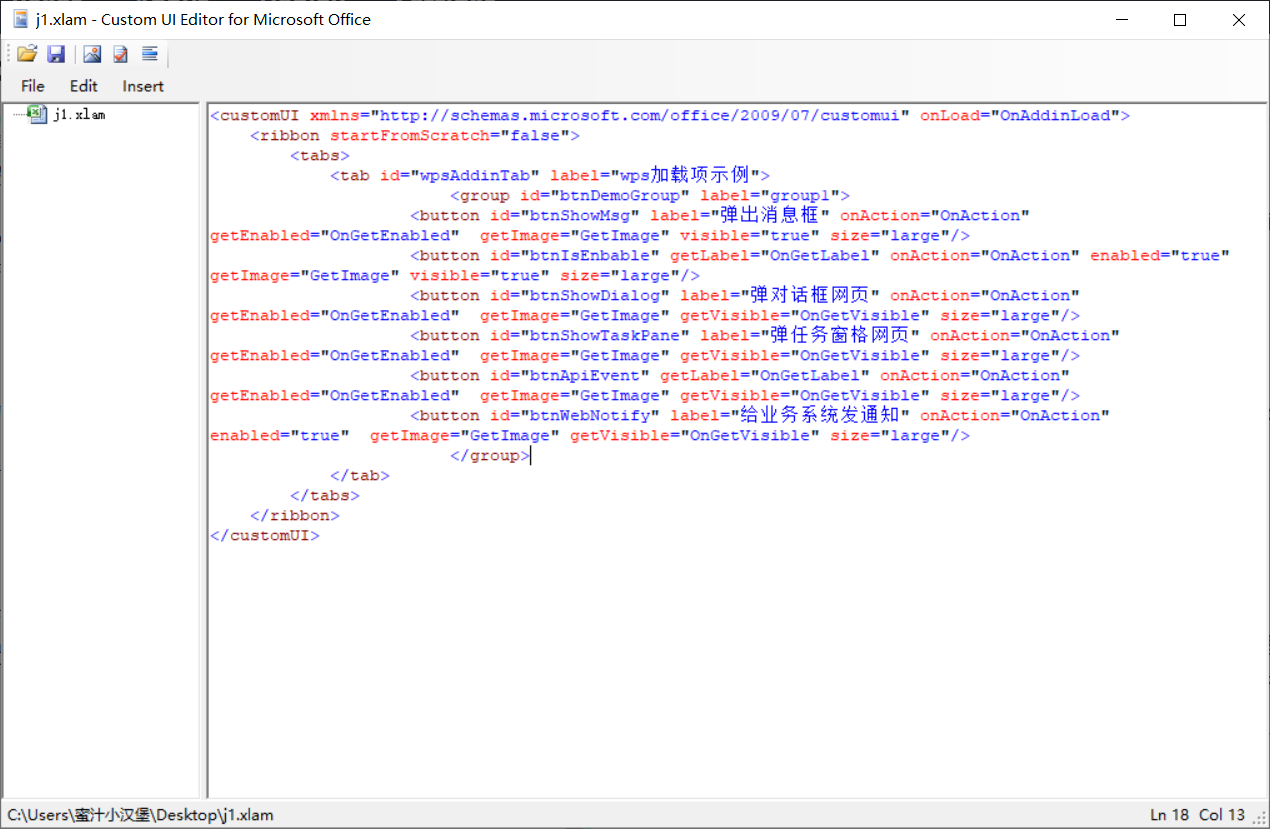 j1.xlam - Custom UI Editor for Microsoft Office
File Edit Insert
j1.xlam
<customUI xmlns="http://schemas.microsoft.com/office/2009/07/customui" onLoad="OnAddinLoad">
<ribbon startFromScratch="false">
<tabs>
<tab id="wpsAddinTab" label="wps加载项示例">
<group id="btnDemoGroup" label="group1">
<button id="btnShowMsg" label="弹出消息框" onAction="OnAction"
getEnabled="OnGetEnabled"  getImage="GetImage" visible="true" size="large"/>
<button id="btnIsEnbable" getLabel="OnGetLabel" onAction="OnAction" enabled="true"
getImage="GetImage" visible="true" size="large"/>
<button id="btnShowDialog" label="弹对话框网页" onAction="OnAction"
getEnabled="OnGetEnabled"  getImage="GetImage" getVisible="OnGetVisible" size="large"/>
<button id="btnShowTaskPane" label="弹任务窗格网页" onAction="OnAction"
getEnabled="OnGetEnabled"  getImage="GetImage" getVisible="OnGetVisible" size="large"/>
<button id="btnApiEvent" getLabel="OnGetLabel" onAction="OnAction"
getEnabled="OnGetEnabled"  getImage="GetImage" getVisible="OnGetVisible" size="large"/>
<button id="btnWebNotify" label="给业务系统发通知" onAction="OnAction"
enabled="true"  getImage="GetImage" getVisible="OnGetVisible" size="large"/>
</group>
</tab>
</tabs>
</ribbon>
</customUI>
C:\Users\蜜汁小汉堡\Desktop\j1.xlam
Ln 18 Col 13